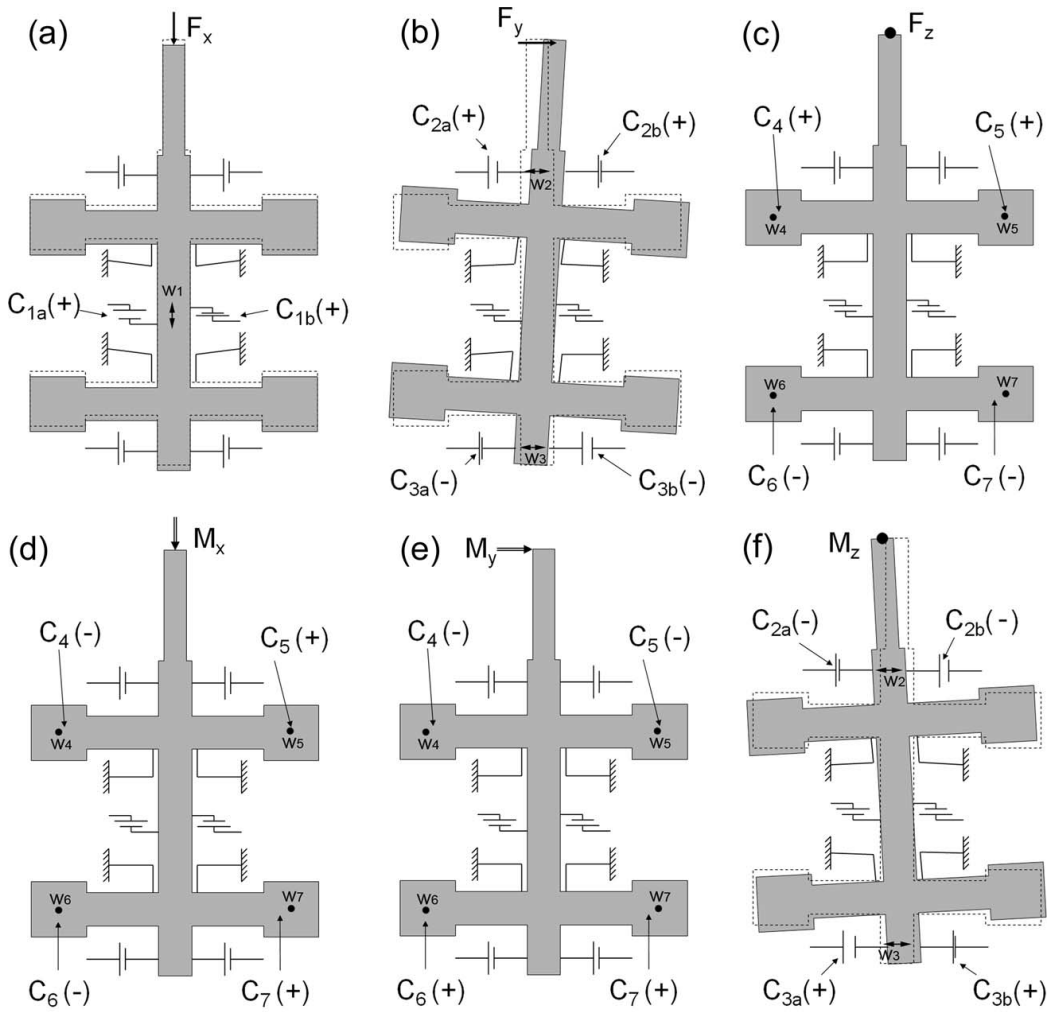 (a)
Fx
C1a(+)
W1
C1b(+)
(b)
Fy
C2a(+)
C2b(+)
W2
W3
C3a(-)
C3b(-)
(c)
Fz
C4 (+)
C5 (+)
W4
W5
W6
W7
C6 (-)
C7 (-)
(d)
Mx
C4 (-)
C5 (+)
W4
W5
W6
W7
C6 (-)
C7 (+)
(e)
My
C4 (-)
C5 (-)
W4
W5
W6
W7
C6 (+)
C7 (+)
(f)
Mz
C2a(-)
C2b(-)
W2
W3
C3a(+)
C3b(+)